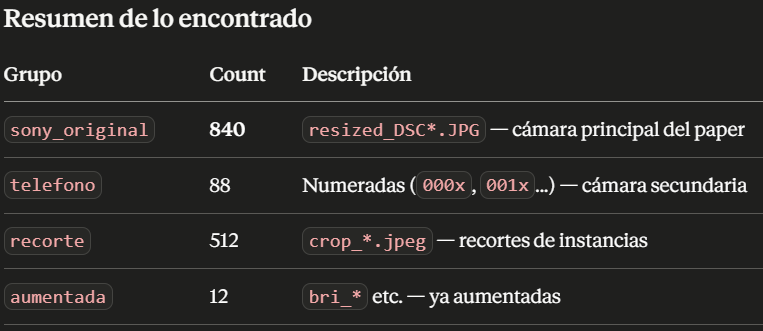 Resumen de lo encontrado
Grupo Count Descripción
sony_original 840 resized_DSC*.JPG — cámara principal del paper
telefono 88 Numeradas (000x, 001x...) — cámara secundaria
recorte 512 crop_*.jpeg — recortes de instancias
aumentada 12 bri_* etc. — ya aumentadas